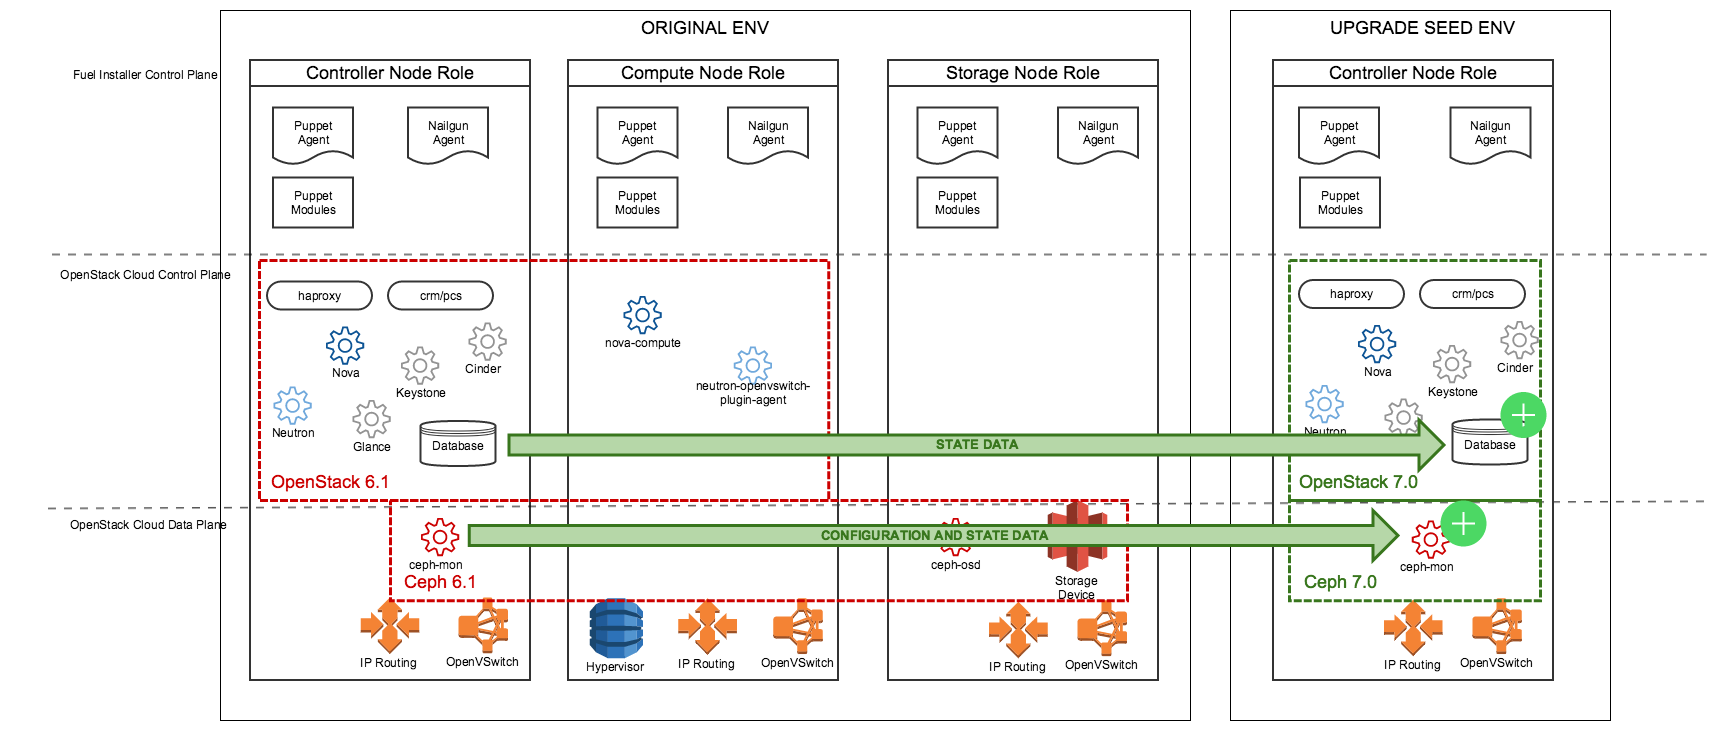 ORIGINAL ENV
UPGRADE SEED ENV
Fuel Installer Control Plane
Controller Node Role
Compute Node Role
Storage Node Role
Controller Node Role
Puppet
Agent
Nailgun
Agent
Puppet
Agent
Nailgun
Agent
Puppet
Agent
Nailgun
Agent
Puppet
Agent
Nailgun
Agent
Puppet
Modules
Puppet
Modules
Puppet
Modules
Puppet
Modules
OpenStack Cloud Control Plane
haproxy
crm/pcs
Nova
Cinder
Keystone
Neutron
Glance
Database
OpenStack 6.1
nova-compute
neutron-openvswitch-
plugin-agent
haproxy
crm/pcs
Nova
Cinder
Keystone
Neutron
Database
STATE DATA
OpenStack 7.0
OpenStack Cloud Data Plane
ceph-mon
Ceph 6.1
CONFIGURATION AND STATE DATA
ceph-osd
Storage
Device
ceph-mon
Ceph 7.0
IP Routing
OpenVSwitch
Hypervisor
IP Routing
OpenVSwitch
IP Routing
OpenVSwitch
IP Routing
OpenVSwitch